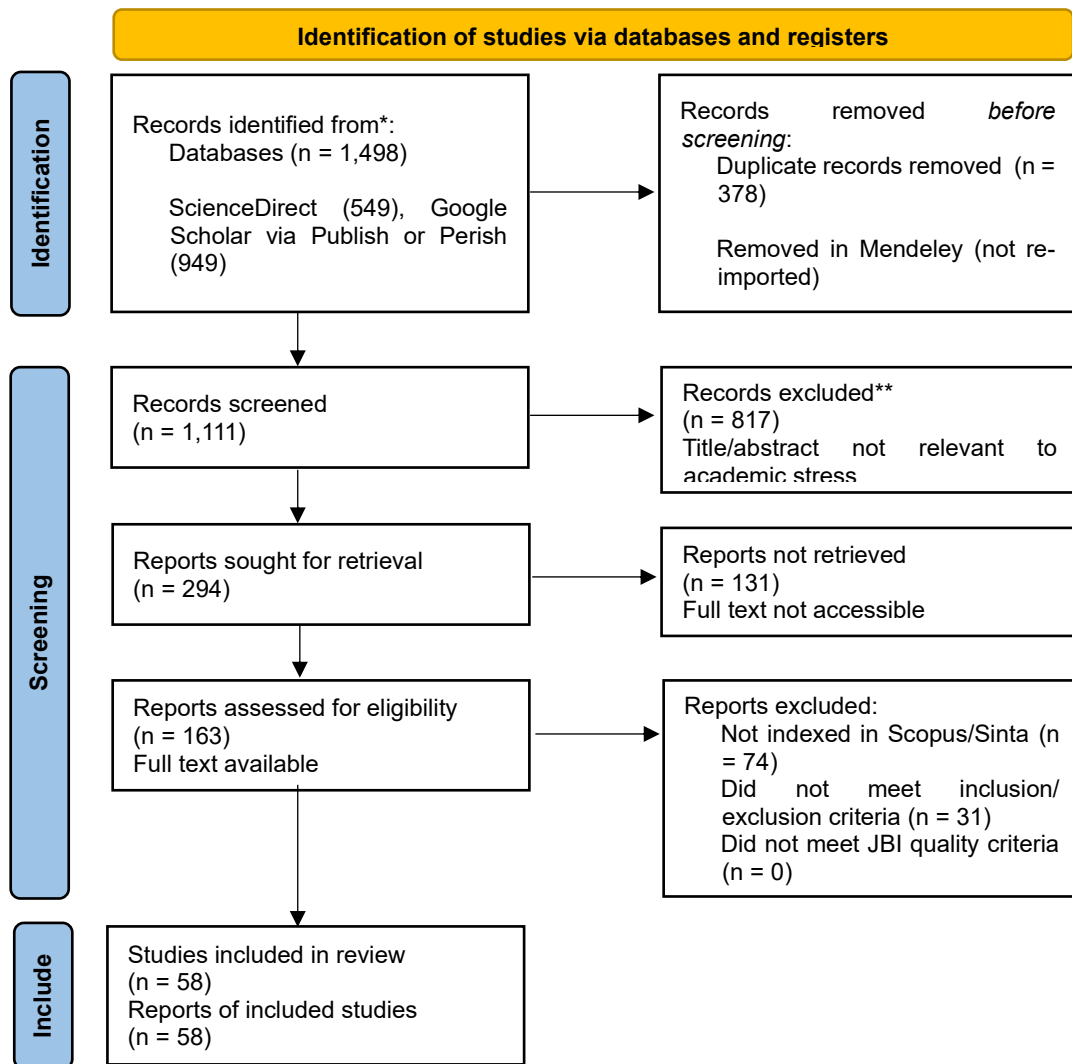 Identification of studies via databases and registers
Identification
Records identified from*:
Databases (n = 1,498)
ScienceDirect (549), Google
Scholar via Publish or Perish
(949)
Records removed before
screening:
Duplicate records removed (n =
378)
Removed in Mendeley (not re-
imported)
Screening
Records screened
(n = 1,111)
Records excluded**
(n = 817)
Title/abstract not relevant to
academic stress
Reports sought for retrieval
(n = 294)
Reports not retrieved
(n = 131)
Full text not accessible
Reports assessed for eligibility
(n = 163)
Full text available
Reports excluded:
Not indexed in Scopus/Sinta (n
= 74)
Did not meet inclusion/
exclusion criteria (n = 31)
Did not meet JBI quality criteria
(n = 0)
Include
Studies included in review
(n = 58)
Reports of included studies
(n = 58)